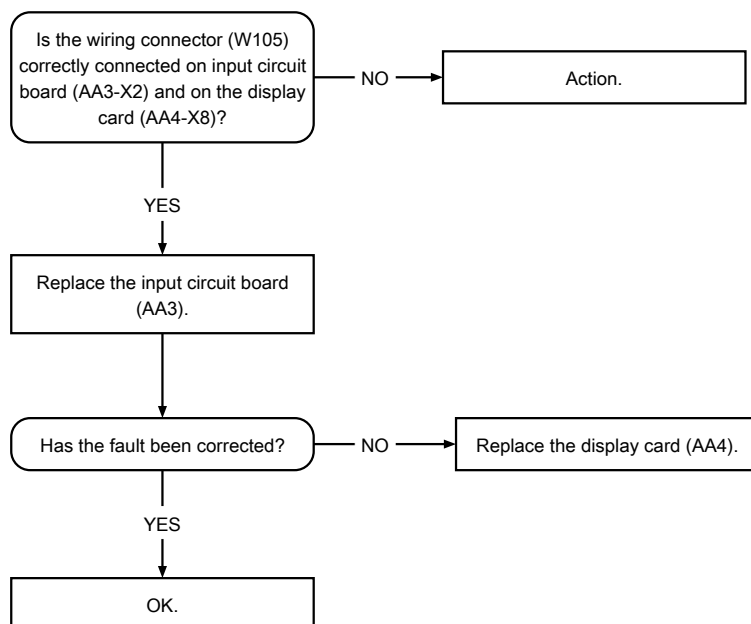 Is the wiring connector (W105)
correctly connected on input circuit
board (AA3-X2) and on the display
card (AA4-X8)?
NO
Action.
YES
Replace the input circuit board
(AA3).
Has the fault been corrected?
NO
Replace the display card (AA4).
YES
OK.